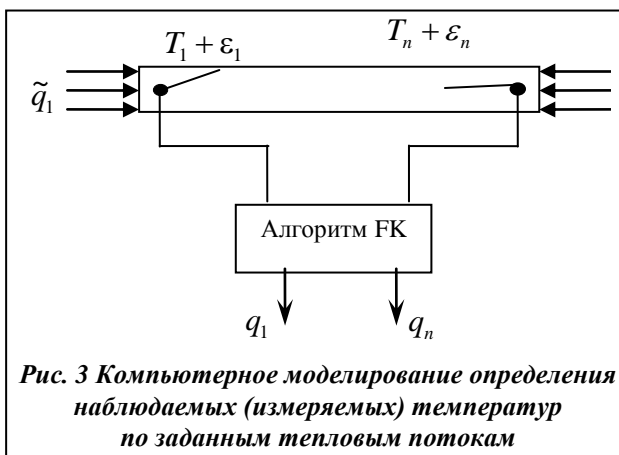 T₁ + ε₁
Tₙ + εₙ
q̃₁
Алгоритм FK
q₁
qₙ
Рис. 3 Компьютерное моделирование определения
наблюдаемых (измеряемых) температур
по заданным тепловым потокам